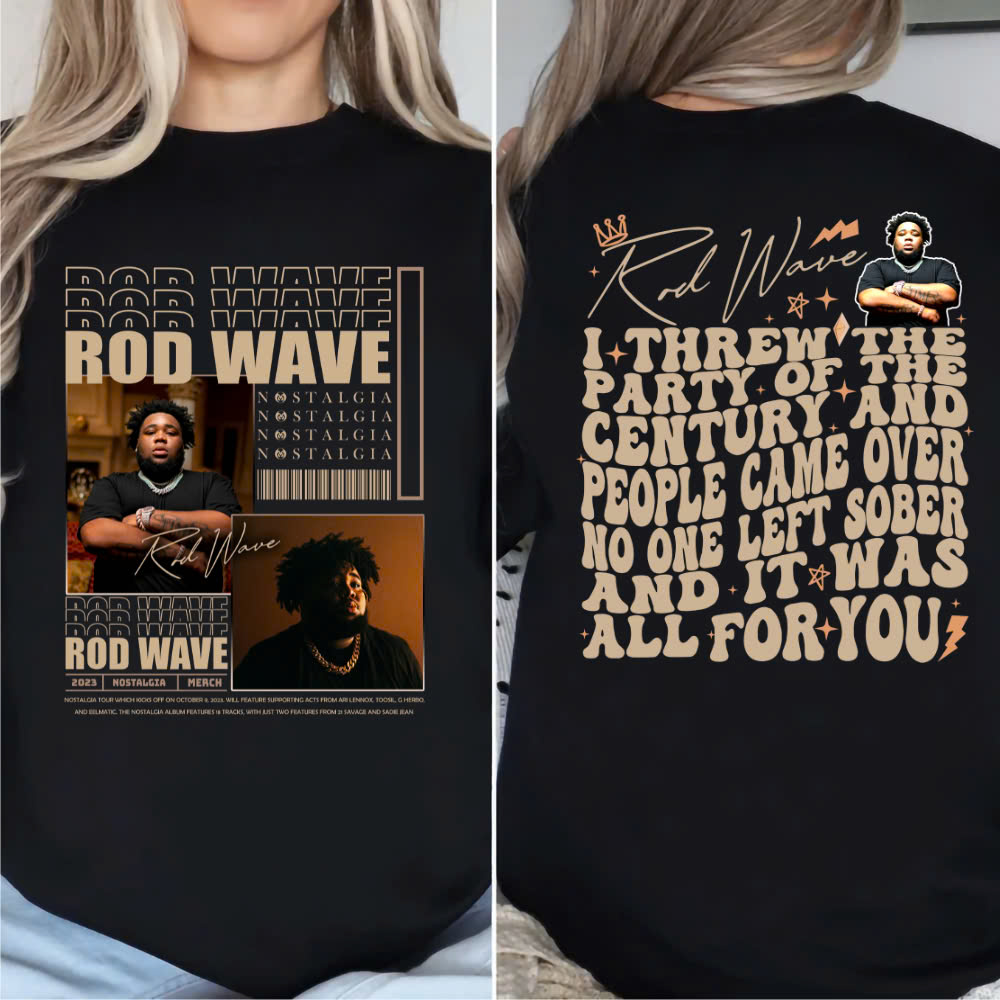 ROD WAVE
ROD WAVE
ROD WAVE
ROD WAVE
NOSTALGIA
NOSTALGIA
NOSTALGIA
NOSTALGIA
Rod Wave
ROD WAVE
ROD WAVE
ROD WAVE
2023 | NOSTALGIA | MERCH
NOSTALGIA TOUR WHICH KICKS OFF ON OCTOBER 9, 2023, WILL FEATURE SUPPORTING ACTS FROM ARI LENNOX, TOOSII, G HERBO,
AND EELMATIC. THE NOSTALGIA ALBUM FEATURES 18 TRACKS, WITH JUST TWO FEATURES FROM 21 SAVAGE AND SADIE JEAN
Rod Wave
I THREW THE
PARTY OF THE
CENTURY AND
PEOPLE CAME OVER
NO ONE LEFT SOBER
AND IT WAS
ALL FOR YOU